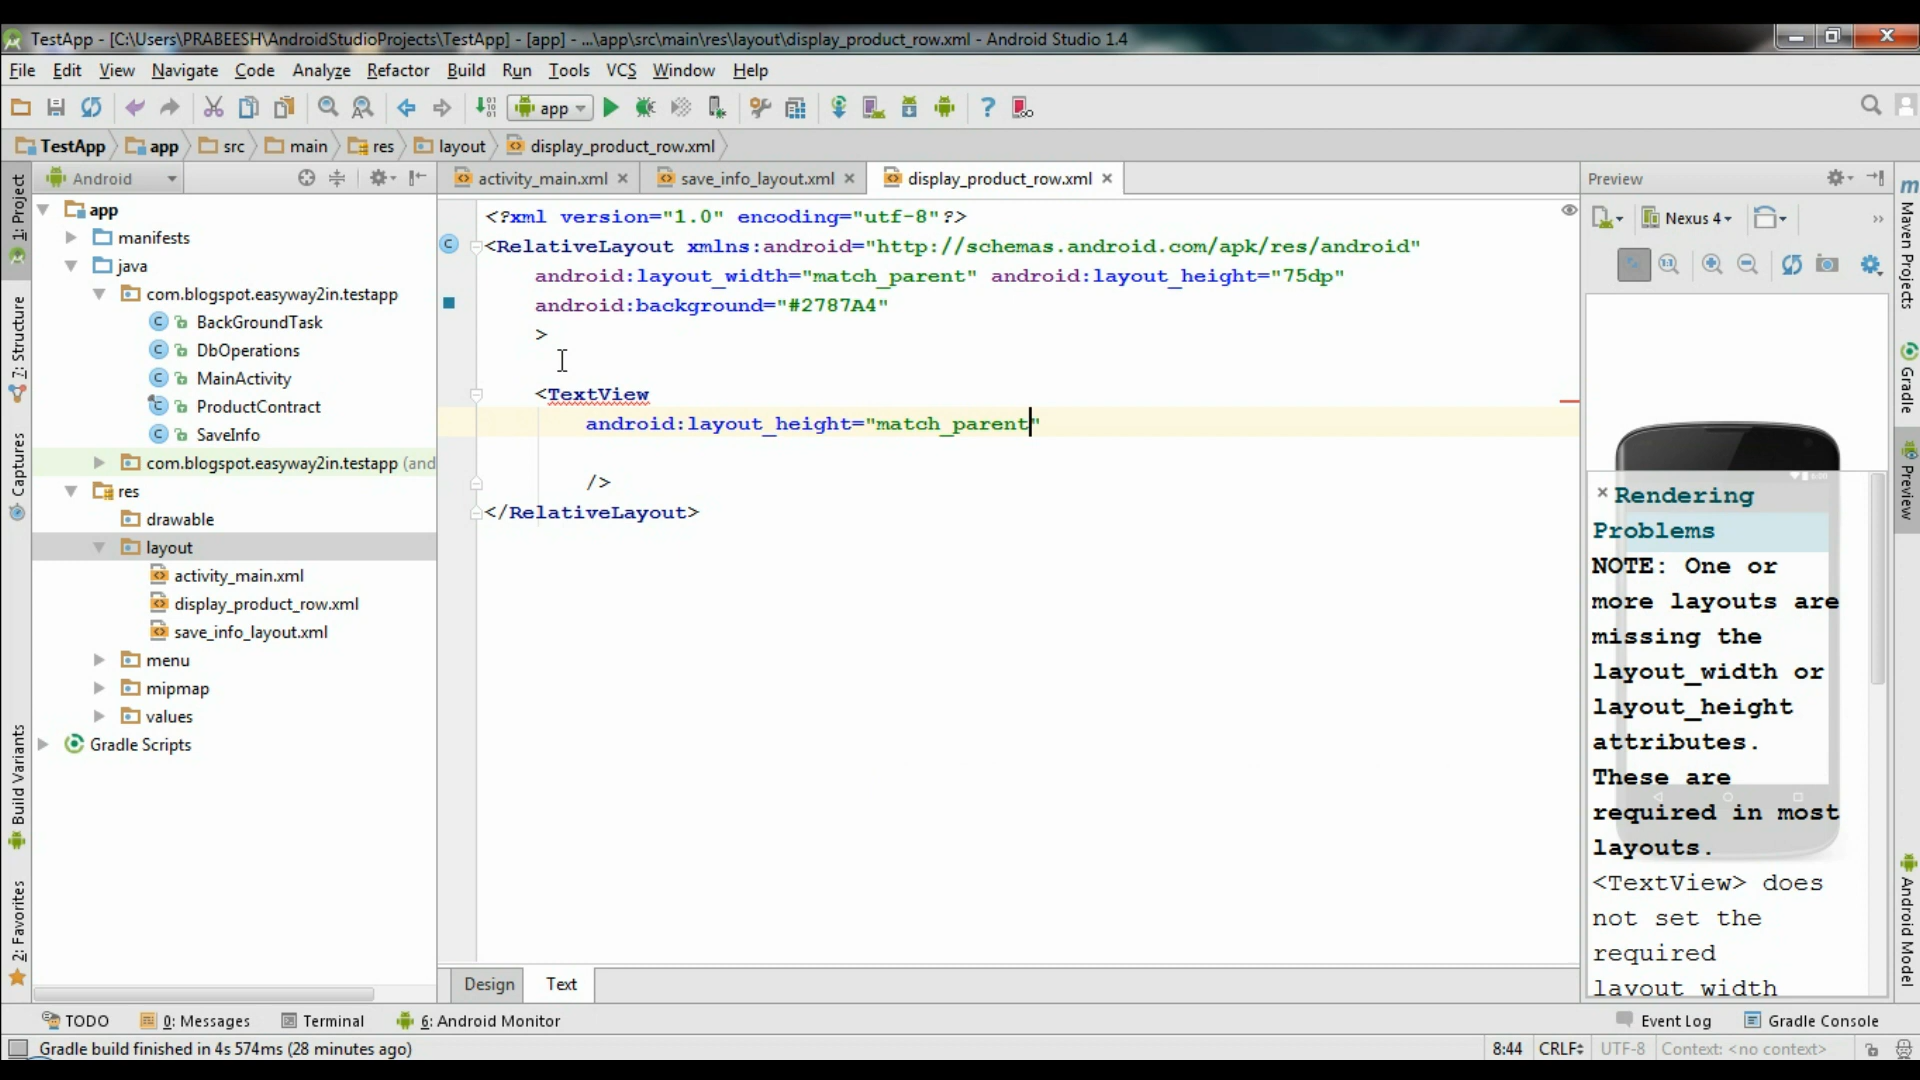 TestApp - [C:\Users\PRABEESH\AndroidStudioProjects\TestApp] - [app] - ...\app\src\main\res\layout\display_product_row.xml - Android Studio 1.4
File Edit View Navigate Code Analyze Refactor Build Run Tools VCS Window Help
app
TestApp app src main res layout display_product_row.xml
Android
activity_main.xml save_info_layout.xml display_product_row.xml
Preview
1: Project
7: Structure
Captures
Build Variants
2: Favorites
app
manifests
java
com.blogspot.easyway2in.testapp
BackGroundTask
DbOperations
MainActivity
ProductContract
SaveInfo
com.blogspot.easyway2in.testapp (and
res
drawable
layout
activity_main.xml
display_product_row.xml
save_info_layout.xml
menu
mipmap
values
Gradle Scripts
<?xml version="1.0" encoding="utf-8"?>
<RelativeLayout xmlns:android="http://schemas.android.com/apk/res/android"
android:layout_width="match_parent" android:layout_height="75dp"
android:background="#2787A4"
>
<TextView
android:layout_height="match_parent"
/>
</RelativeLayout>
Design Text
Nexus 4
Rendering
Problems
NOTE: One or
more layouts are
missing the
layout_width or
layout_height
attributes.
These are
required in most
layouts.
<TextView> does
not set the
required
layout_width
Maven Projects
Gradle
Preview
Android Model
TODO 0: Messages Terminal 6: Android Monitor Event Log Gradle Console
Gradle build finished in 4s 574ms (28 minutes ago) 8:44 CRLF UTF-8 Context: <no context>